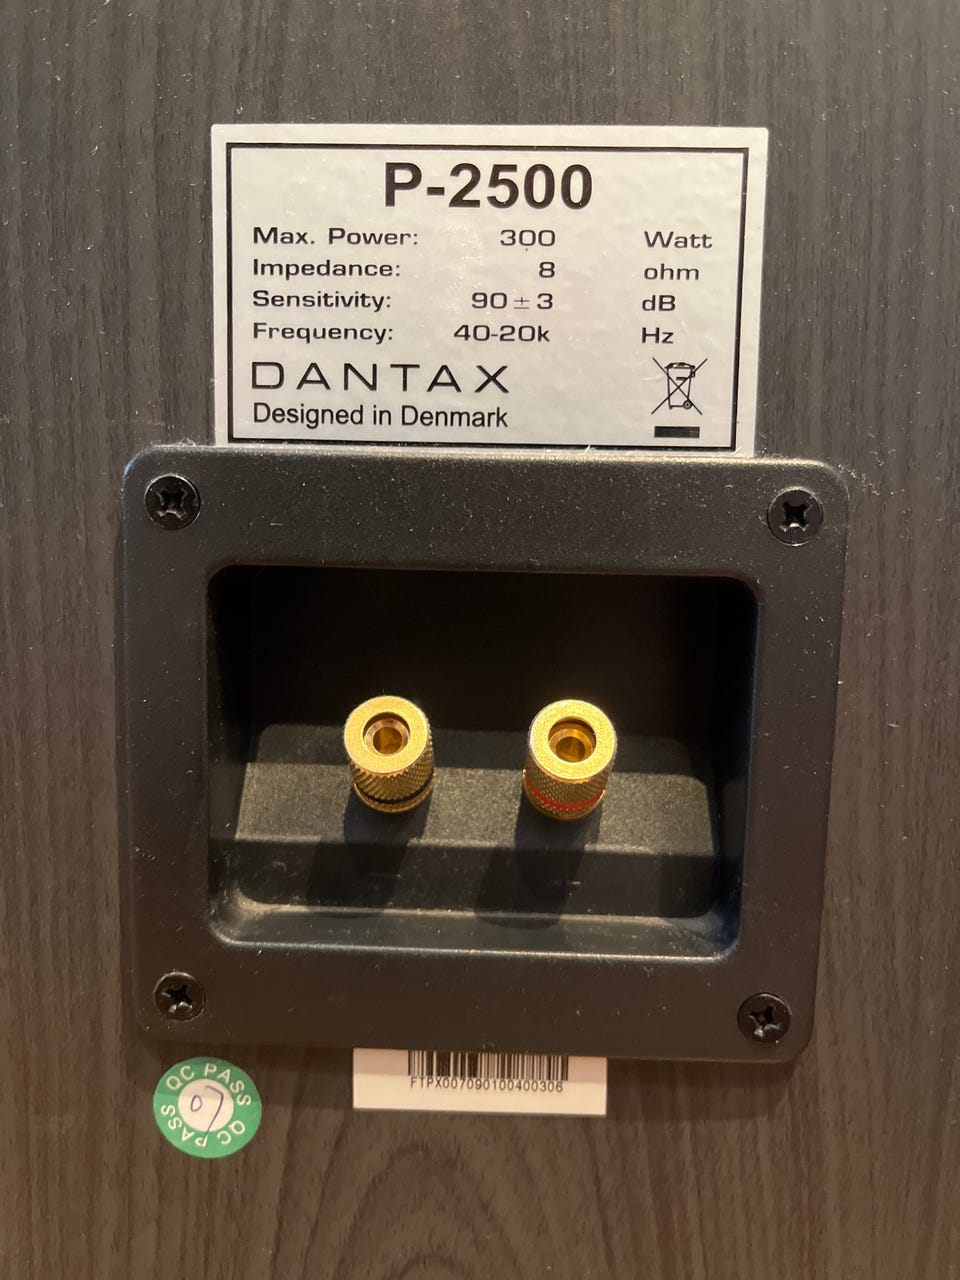 P-2500
Max. Power: 300 Watt
Impedance: 8 ohm
Sensitivity: 90±3 dB
Frequency: 40-20k Hz
DANTAX
Designed in Denmark
FTPX007090100400306
QC PASS
07
QC PASS